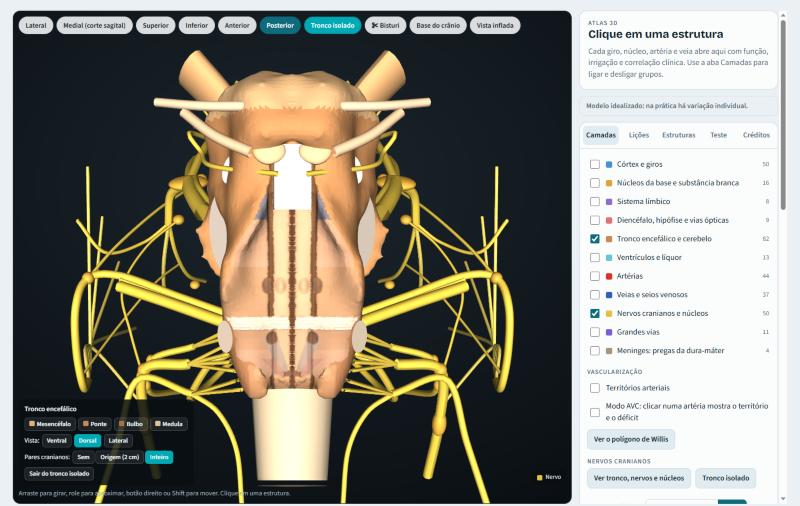 Lateral
Medial (corte sagital)
Superior
Inferior
Anterior
Posterior
Tronco isolado
Bisturi
Base do crânio
Vista inflada
Tronco encefálico
Mesencéfalo
Ponte
Bulbo
Medula
Vista:
Ventral
Dorsal
Lateral
Pares cranianos:
Sem
Origem (2 cm)
Inteiro
Sair do tronco isolado
Arraste para girar, role para aproximar, botão direito ou Shift para mover. Clique em uma estrutura.
Nervo
ATLAS 3D
Clique em uma estrutura
Cada giro, núcleo, artéria e veia abre aqui com função,
irrigação e correlação clínica. Use a aba Camadas para
ligar e desligar grupos.
Modelo idealizado: na prática há variação individual.
Camadas
Lições
Estruturas
Teste
Créditos
Córtex e giros 50
Núcleos da base e substância branca 16
Sistema límbico 8
Diencéfalo, hipófise e vias ópticas 9
Tronco encefálico e cerebelo 62
Ventrículos e líquor 13
Artérias 44
Veias e seios venosos 37
Nervos cranianos e núcleos 50
Grandes vias 11
Meninges: pregas da dura-máter 4
VASCULARIZAÇÃO
Territórios arteriais
Modo AVC: clicar numa artéria mostra o território
e o déficit
Ver o polígono de Willis
NERVOS CRANIANOS
Ver tronco, nervos e núcleos
Tronco isolado